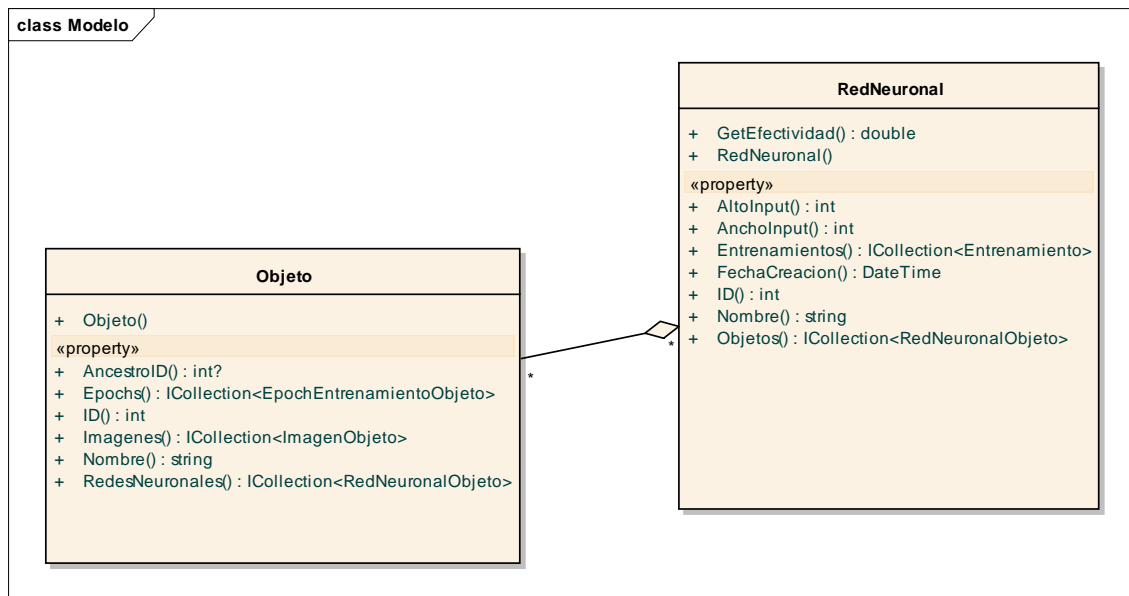 class Modelo
RedNeuronal
+ GetEfectividad() : double
+ RedNeuronal()
«property»
+ AltoInput() : int
+ AnchoInput() : int
+ Entrenamientos() : ICollection<Entrenamiento>
+ FechaCreacion() : DateTime
+ ID() : int
+ Nombre() : string
+ Objetos() : ICollection<RedNeuronalObjeto>
*
*
Objeto
+ Objeto()
«property»
+ AncestroID() : int?
+ Epochs() : ICollection<EpochEntrenamientoObjeto>
+ ID() : int
+ Imagenes() : ICollection<ImagenObjeto>
+ Nombre() : string
+ RedesNeuronales() : ICollection<RedNeuronalObjeto>